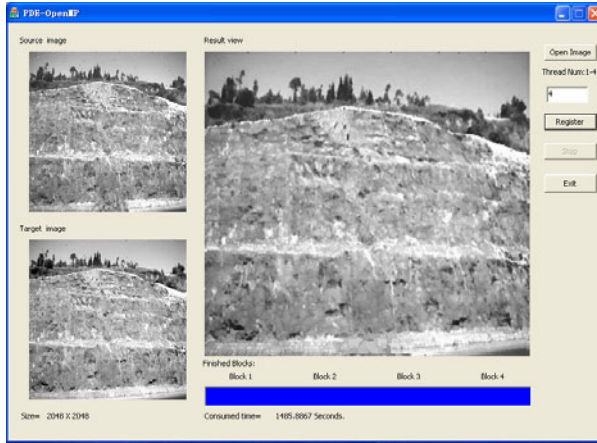 PDE-OpenMP
Source image
Result view
Open Image
Thread Num:1-4
4
Register
Stop
Exit
Target image
Finished Blocks:
Block 1 Block 2 Block 3 Block 4
Size= 2048 X 2048
Consumed time= 1485.8867 Seconds.